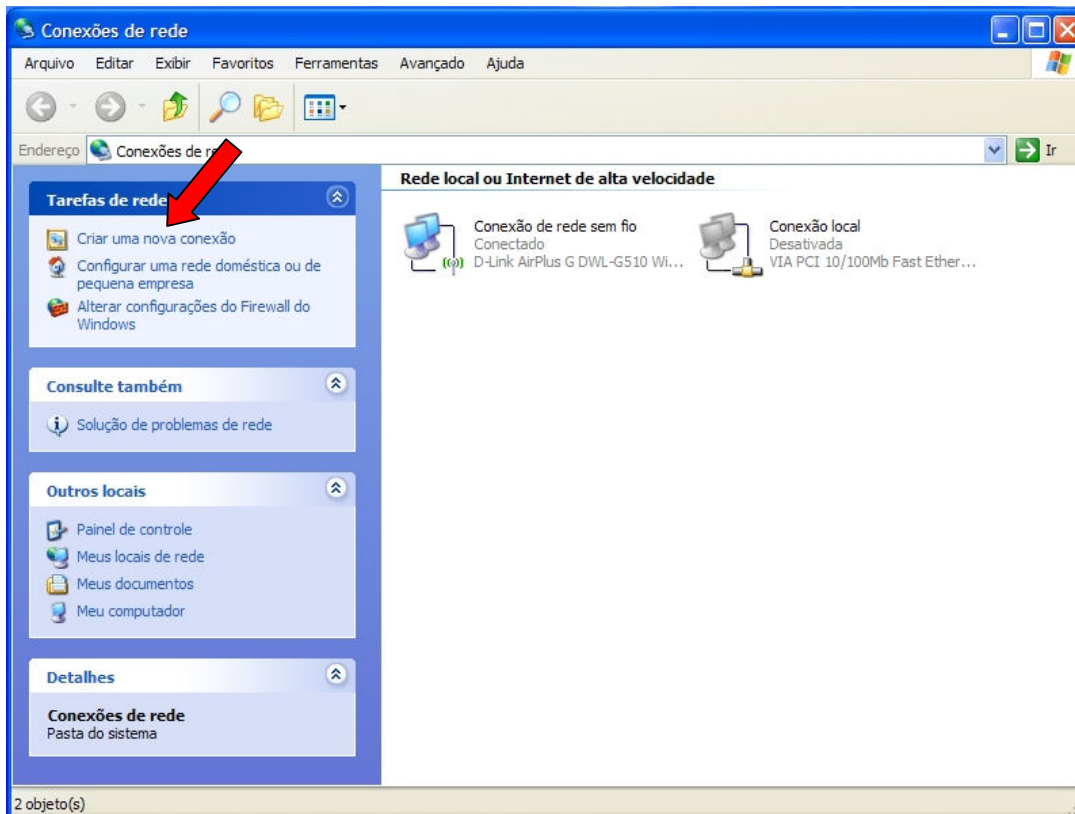 Conexões de rede
Arquivo Editar Exibir Favoritos Ferramentas Avançado Ajuda
Endereço Conexões de Ir
Tarefas de rede
Criar uma nova conexão
Configurar uma rede doméstica ou de
pequena empresa
Alterar configurações do Firewall do
Windows
Consulte também
Solução de problemas de rede
Outros locais
Painel de controle
Meus locais de rede
Meus documentos
Meu computador
Detalhes
Conexões de rede
Pasta do sistema
Rede local ou Internet de alta velocidade
Conexão de rede sem fio
Conectado
D-Link AirPlus G DWL-G510 Wi...
Conexão local
Desativada
VIA PCI 10/100Mb Fast Ether...
2 objeto(s)